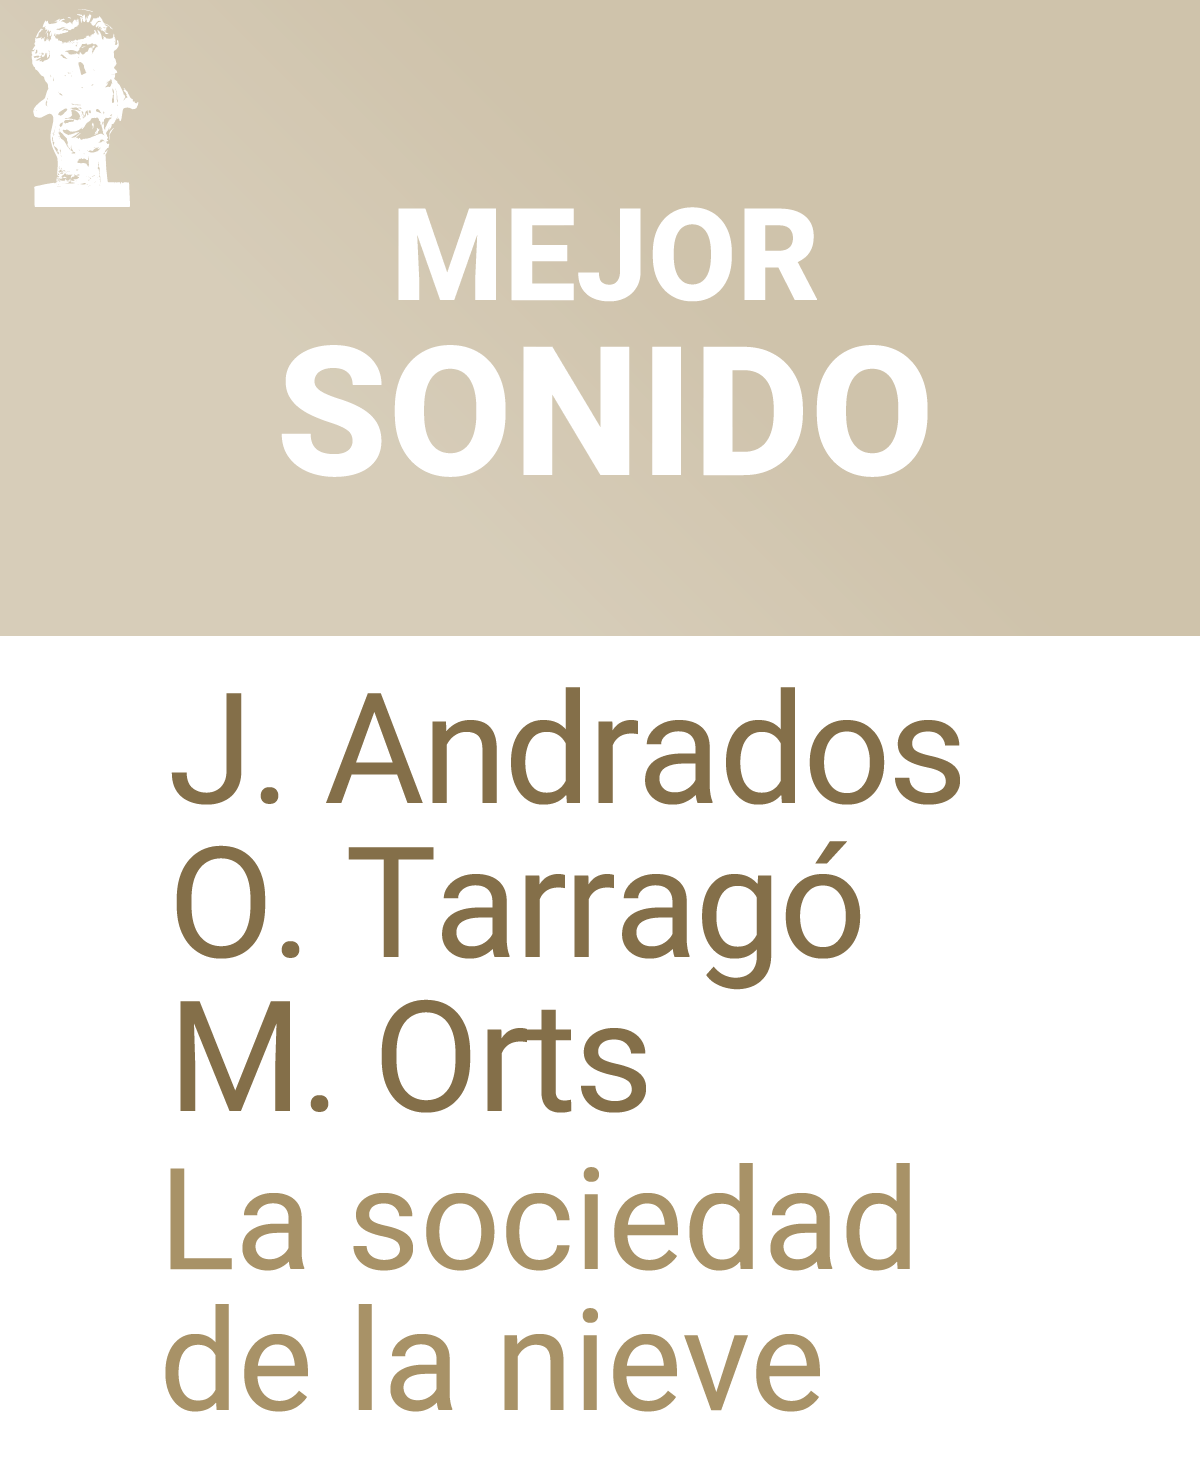 MEJOR
SONIDO
J. Andrados
O. Tarragó
M. Orts
La sociedad
de la nieve